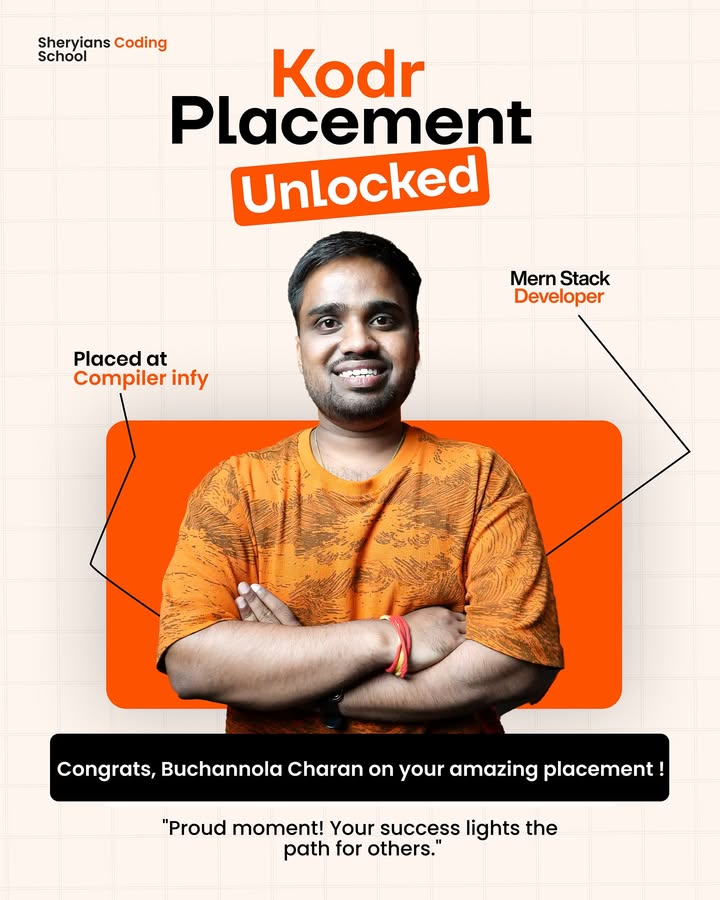 Sheryians Coding
School
Kodr
Placement
Unlocked
Mern Stack
Developer
Placed at
Compiler infy
Congrats, Buchannola Charan on your amazing placement !
"Proud moment! Your success lights the
path for others."